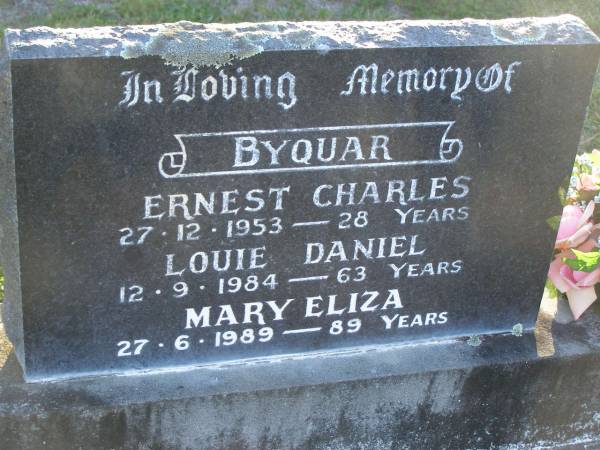 In Loving Memory Of
BYQUAR
ERNEST CHARLES
27·12·1953 — 28 YEARS
LOUIE DANIEL
12·9·1984 — 63 YEARS
MARY ELIZA
27·6·1989 — 89 YEARS